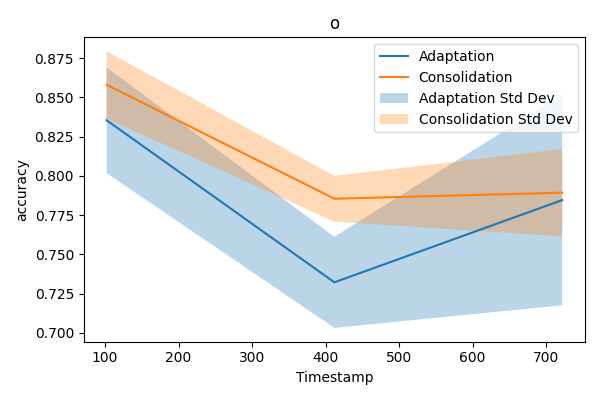 o
0.875
0.850
0.825
0.800
0.775
0.750
0.725
0.700
accuracy
100
200
300
400
500
600
700
Timestamp
Adaptation
Consolidation
Adaptation Std Dev
Consolidation Std Dev